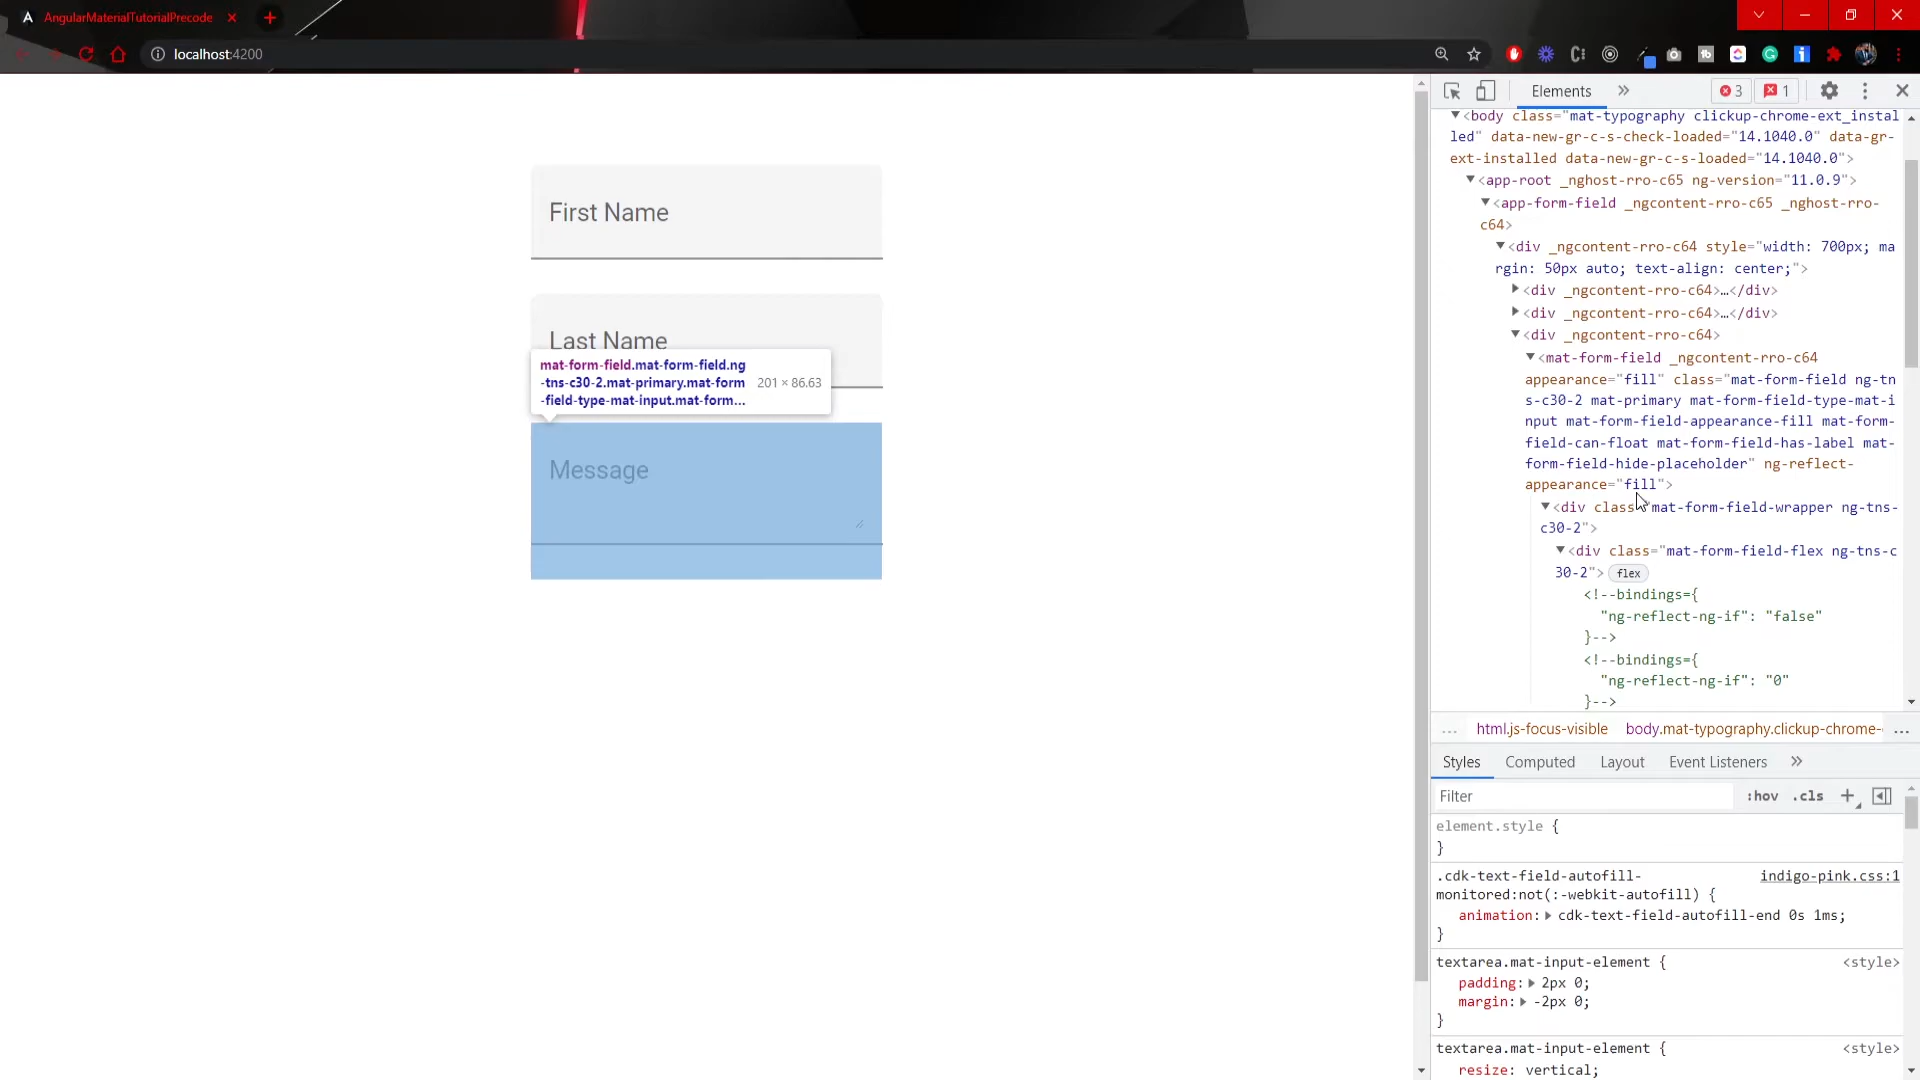 AngularMaterialTutorialPrecode
localhost:4200
First Name
Last Name
mat-form-field.mat-form-field.ng
-tns-c30-2.mat-primary.mat-form
-field-type-mat-input.mat-form...
201 × 86.63
Message
Elements
3
1
<body class="mat-typography clickup-chrome-ext_instal
led" data-new-gr-c-s-check-loaded="14.1040.0" data-gr-
ext-installed data-new-gr-c-s-loaded="14.1040.0">
<app-root _nghost-rro-c65 ng-version="11.0.9">
<app-form-field _ngcontent-rro-c65 _nghost-rro-
c64>
<div _ngcontent-rro-c64 style="width: 700px; ma
rgin: 50px auto; text-align: center;">
<div _ngcontent-rro-c64>…</div>
<div _ngcontent-rro-c64>…</div>
<div _ngcontent-rro-c64>
<mat-form-field _ngcontent-rro-c64
appearance="fill" class="mat-form-field ng-tn
s-c30-2 mat-primary mat-form-field-type-mat-i
nput mat-form-field-appearance-fill mat-form-
field-can-float mat-form-field-has-label mat-
form-field-hide-placeholder" ng-reflect-
appearance="fill">
<div class="mat-form-field-wrapper ng-tns-
c30-2">
<div class="mat-form-field-flex ng-tns-c
30-2"> flex
<!--bindings={
"ng-reflect-ng-if": "false"
}-->
<!--bindings={
"ng-reflect-ng-if": "0"
}-->
... html.js-focus-visible body.mat-typography.clickup-chrome- ...
Styles Computed Layout Event Listeners
Filter :hov .cls
element.style {
}
.cdk-text-field-autofill- indigo-pink.css:1
monitored:not(:-webkit-autofill) {
animation: cdk-text-field-autofill-end 0s 1ms;
}
textarea.mat-input-element { <style>
padding: 2px 0;
margin: -2px 0;
}
textarea.mat-input-element { <style>
resize: vertical;